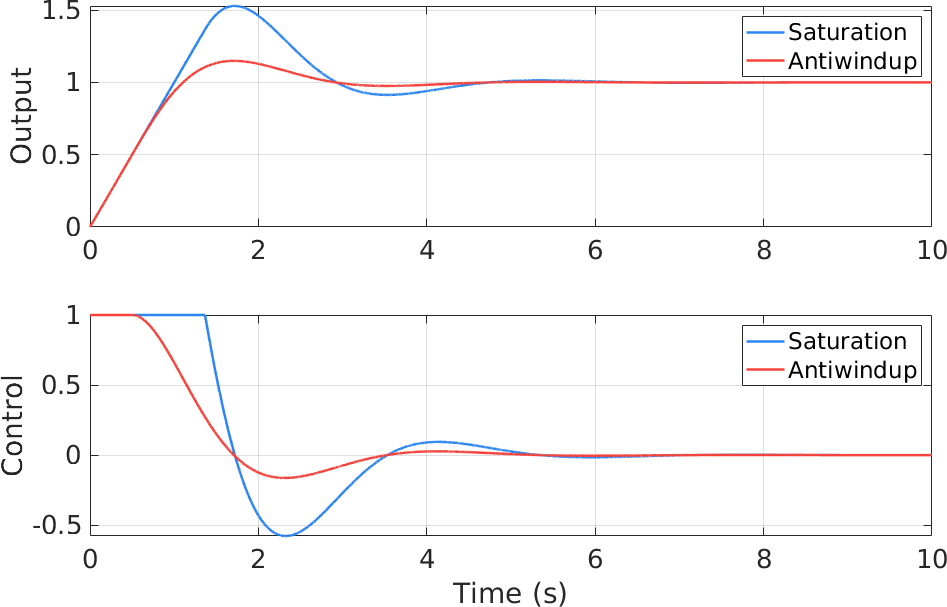 1.5
1
0.5
0
Output
Saturation
Antiwindup
0 2 4 6 8 10
1
0.5
0
-0.5
Control
Saturation
Antiwindup
0 2 4 6 8 10
Time (s)